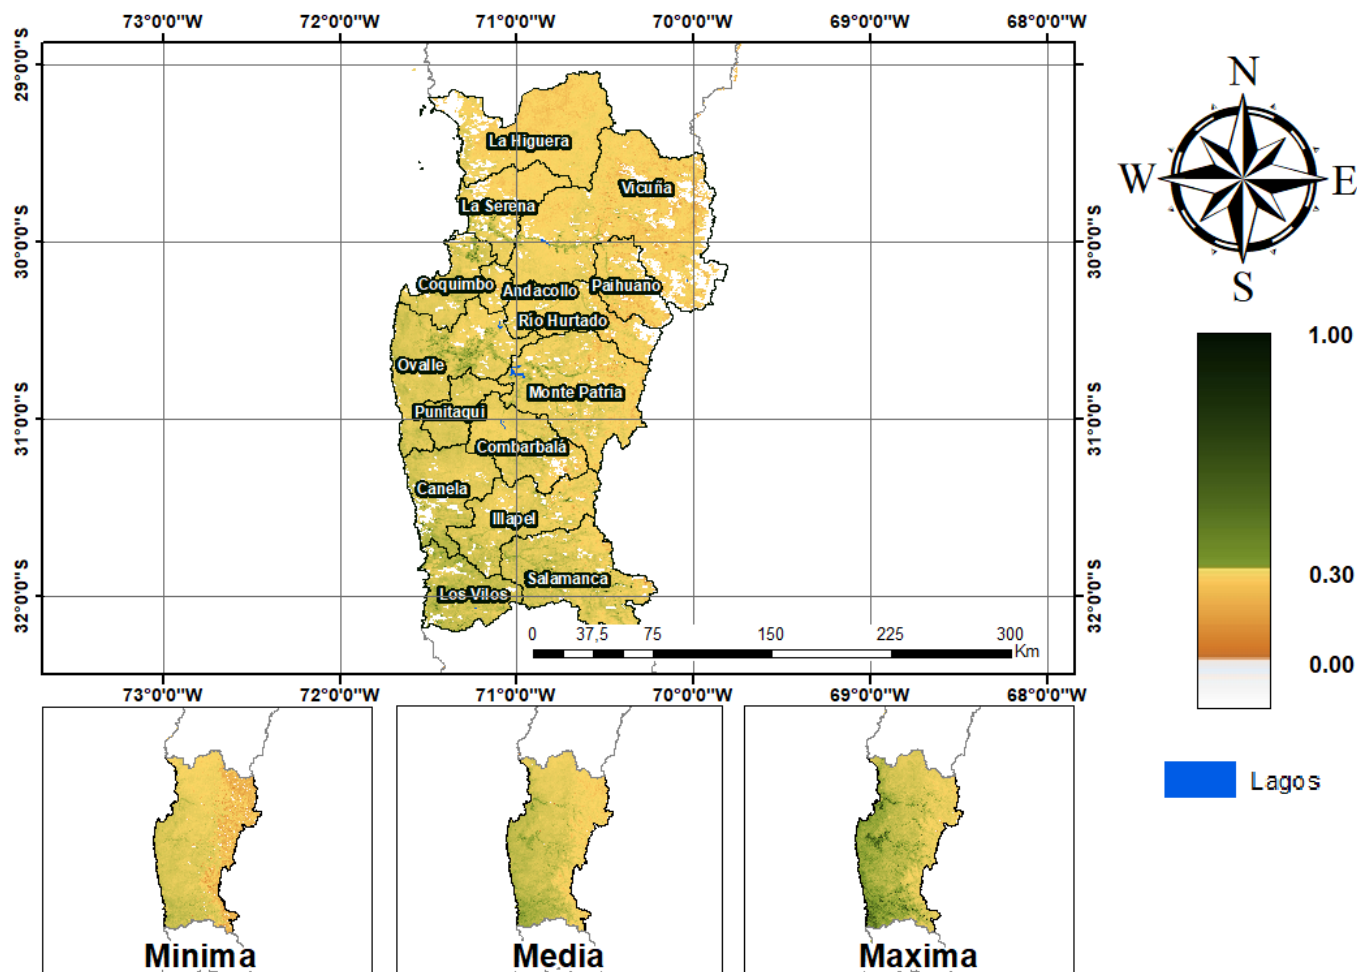 73°0'0"W 72°0'0"W 71°0'0"W 70°0'0"W 69°0'0"W 68°0'0"W
29°0'0"S
N
W E
S
La Higuera
Vicuña
La Serena
30°0'0"S 30°0'0"S
Coquimbo
Andacollo
Paihuano
Río Hurtado
1.00
Ovalle
Monte Patria
Punitaqui
31°0'0"S 31°0'0"S
Combarbalá
Canela
Illapel
Salamanca
0.30
Los Vilos
32°0'0"S 32°0'0"S
0 37,5 75 150 225 300
Km
0.00
73°0'0"W 72°0'0"W 71°0'0"W 70°0'0"W 69°0'0"W 68°0'0"W
Lagos
Minima
Media
Maxima